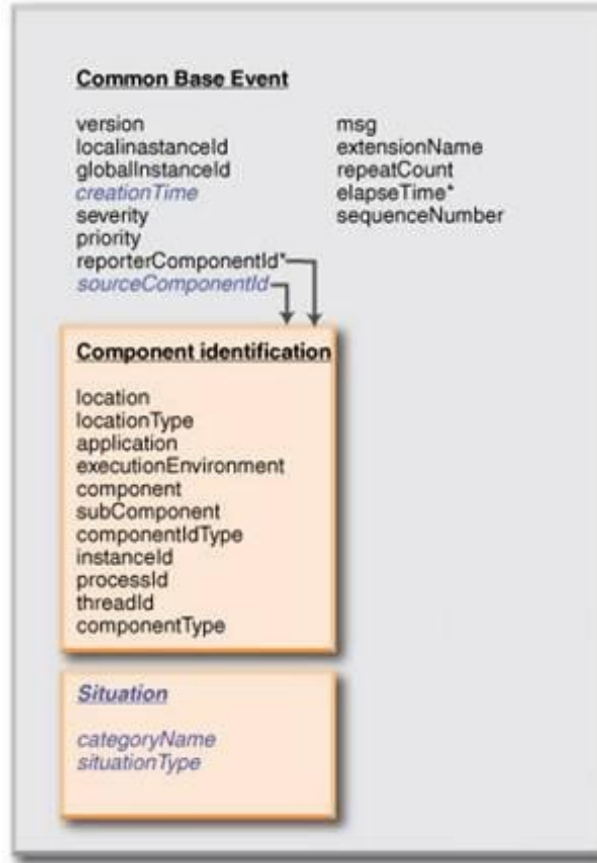 Common Base Event
version
localinastanceId
globalInstanceId
creationTime
severity
priority
reporterComponentId*
sourceComponentId
msg
extensionName
repeatCount
elapseTime*
sequenceNumber
Component identification
location
locationType
application
executionEnvironment
component
subComponent
componentIdType
instanceId
processId
threadId
componentType
Situation
categoryName
situationType